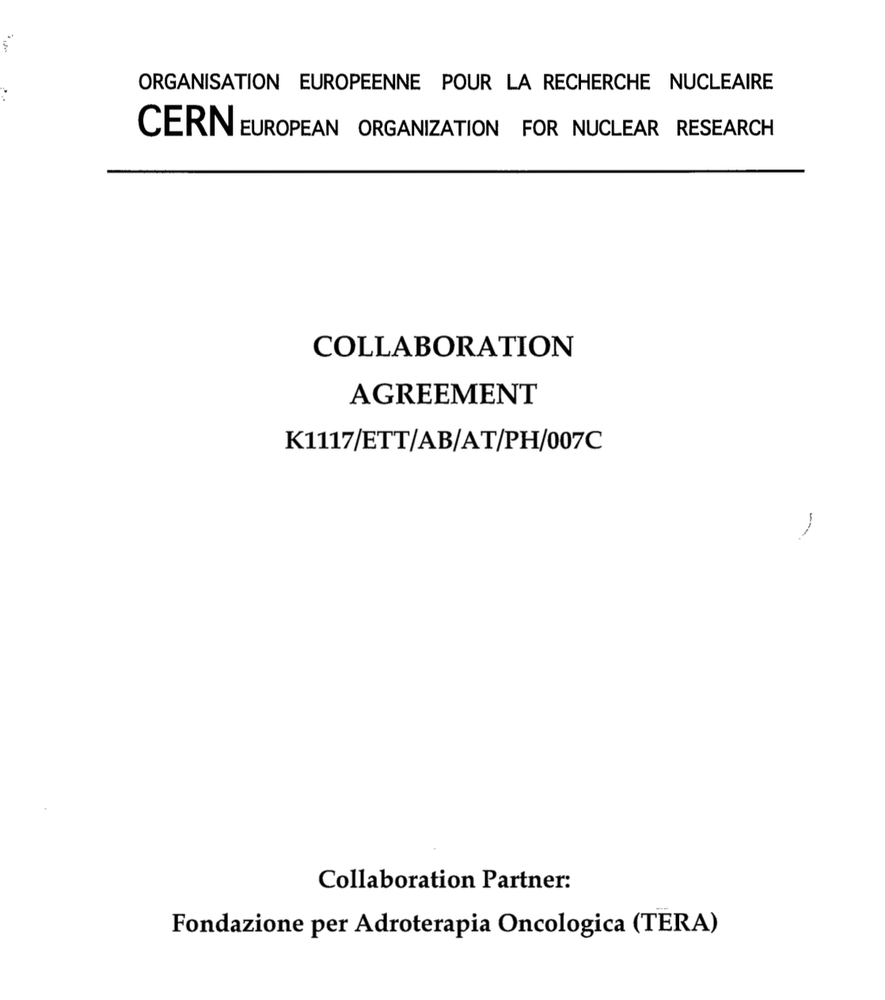 ORGANISATION EUROPEENNE POUR LA RECHERCHE NUCLEAIRE
CERN EUROPEAN ORGANIZATION FOR NUCLEAR RESEARCH
COLLABORATION
AGREEMENT
K1117/ETT/AB/AT/PH/007C
Collaboration Partner:
Fondazione per Adroterapia Oncologica (TERA)